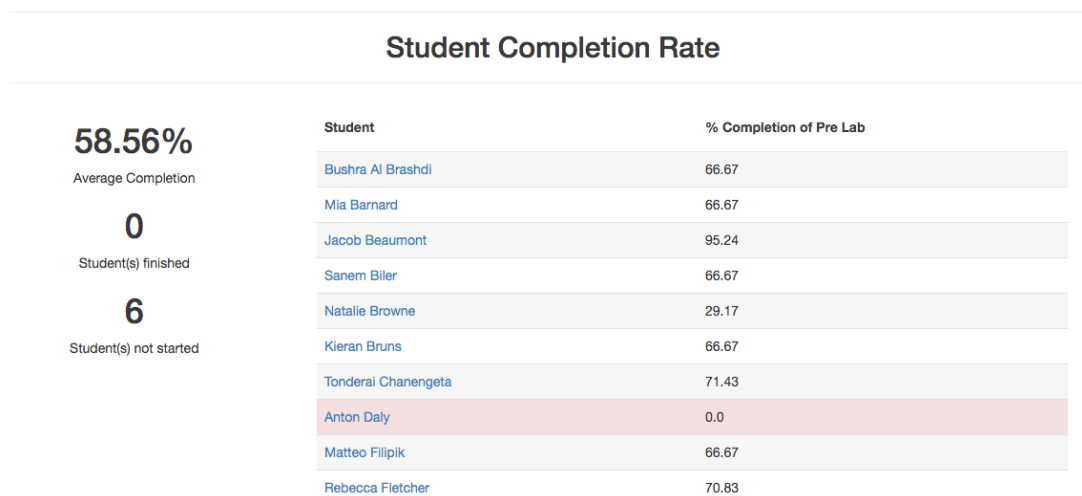 Student Completion Rate
58.56%
Average Completion
0
Student(s) finished
6
Student(s) not started
Student % Completion of Pre Lab
Bushra Al Brashdi 66.67
Mia Barnard 66.67
Jacob Beaumont 95.24
Sanem Biler 66.67
Natalie Browne 29.17
Kieran Bruns 66.67
Tonderai Chanengeta 71.43
Anton Daly 0.0
Matteo Filipik 66.67
Rebecca Fletcher 70.83